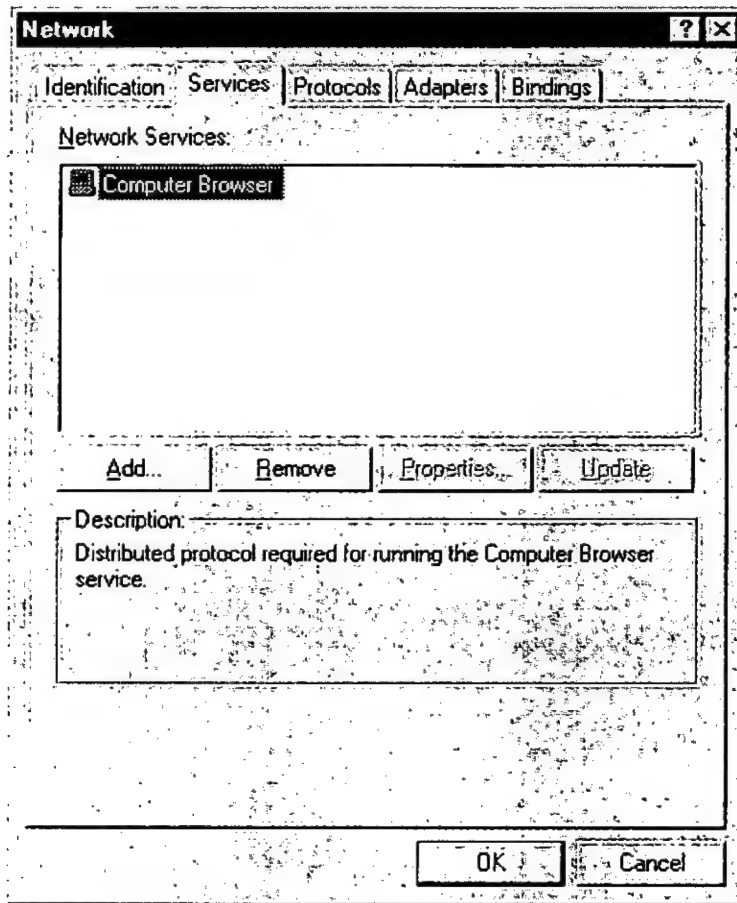 Network
Identification Services Protocols Adapters Bindings
Network Services:
Computer Browser
Add... Remove Properties... Update
Description:
Distributed protocol required for running the Computer Browser
service.
OK Cancel